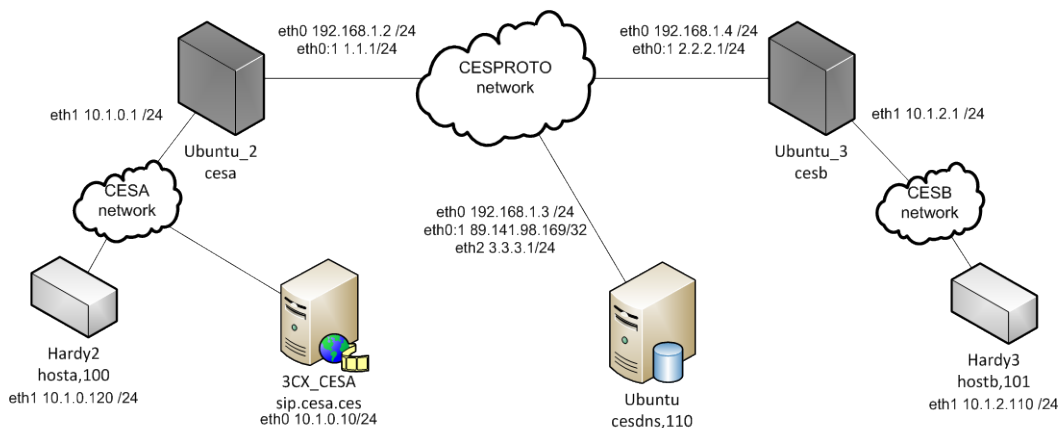 eth0 192.168.1.2 /24
eth0:1 1.1.1.1/24
eth0 192.168.1.4 /24
eth0:1 2.2.2.1/24
CESPROTO
network
eth1 10.1.0.1 /24
eth1 10.1.2.1 /24
Ubuntu_2
cesa
Ubuntu_3
cesb
CESA
network
CESB
network
eth0 192.168.1.3 /24
eth0:1 89.141.98.169/32
eth2 3.3.3.1/24
Hardy2
hosta,100
eth1 10.1.0.120 /24
3CX_CESA
sip.cesa.ces
eth0 10.1.0.10/24
Ubuntu
cesdns,110
Hardy3
hostb,101
eth1 10.1.2.110 /24